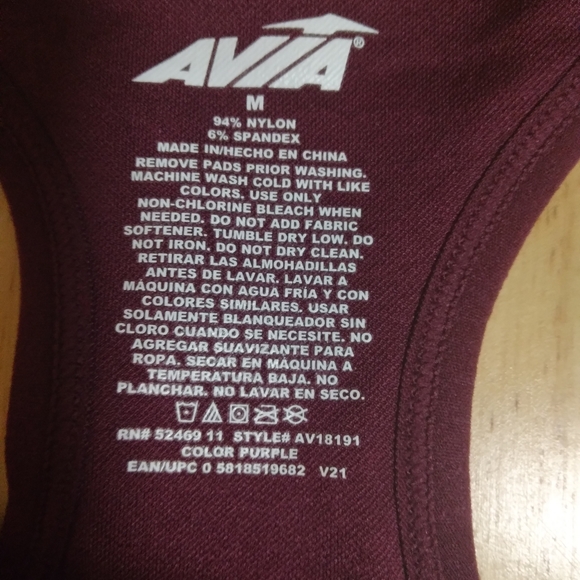 AVIA®
M
94% NYLON
6% SPANDEX
MADE IN/HECHO EN CHINA
REMOVE PADS PRIOR WASHING.
MACHINE WASH COLD WITH LIKE
COLORS. USE ONLY
NON-CHLORINE BLEACH WHEN
NEEDED. DO NOT ADD FABRIC
SOFTENER. TUMBLE DRY LOW. DO
NOT IRON. DO NOT DRY CLEAN.
RETIRAR LAS ALMOHADILLAS
ANTES DE LAVAR. LAVAR A
MÁQUINA CON AGUA FRÍA Y CON
COLORES SIMILARES. USAR
SOLAMENTE BLANQUEADOR SIN
CLORO CUANDO SE NECESITE. NO
AGREGAR SUAVIZANTE PARA
ROPA. SECAR EN MÁQUINA A
TEMPERATURA BAJA. NO
PLANCHAR. NO LAVAR EN SECO.
RN# 52469 11 STYLE# AV18191
COLOR PURPLE
EAN/UPC 0 5818519682 V21